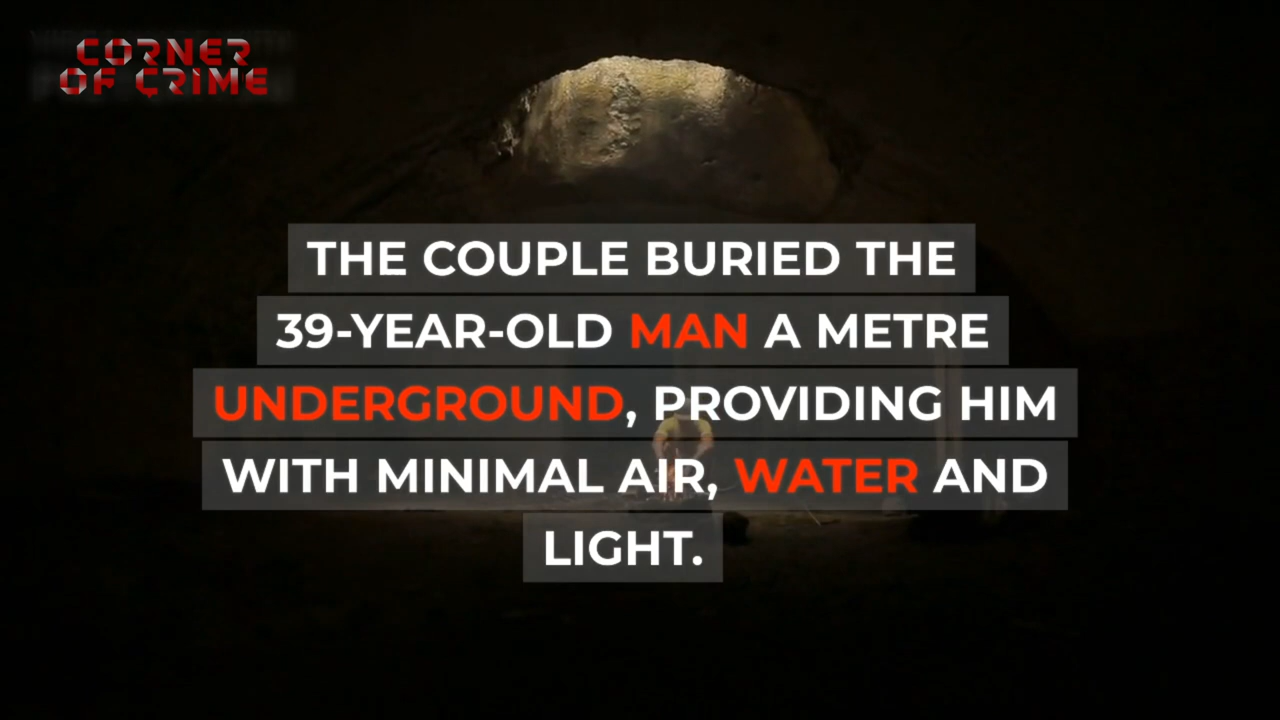 CORNER
OF CRIME
THE COUPLE BURIED THE
39-YEAR-OLD MAN A METRE
UNDERGROUND, PROVIDING HIM
WITH MINIMAL AIR, WATER AND
LIGHT.